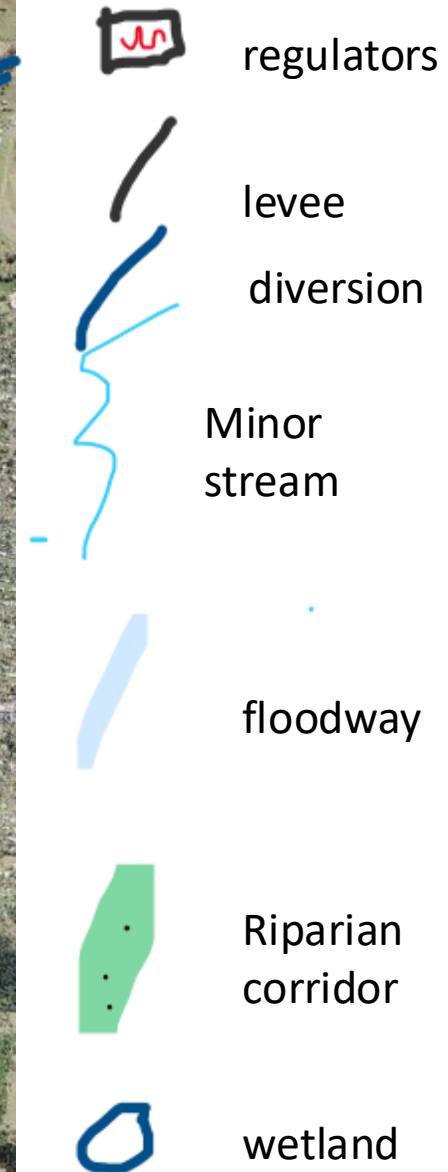 regulators
levee
diversion
Minor
stream
floodway
Riparian
corridor
wetland